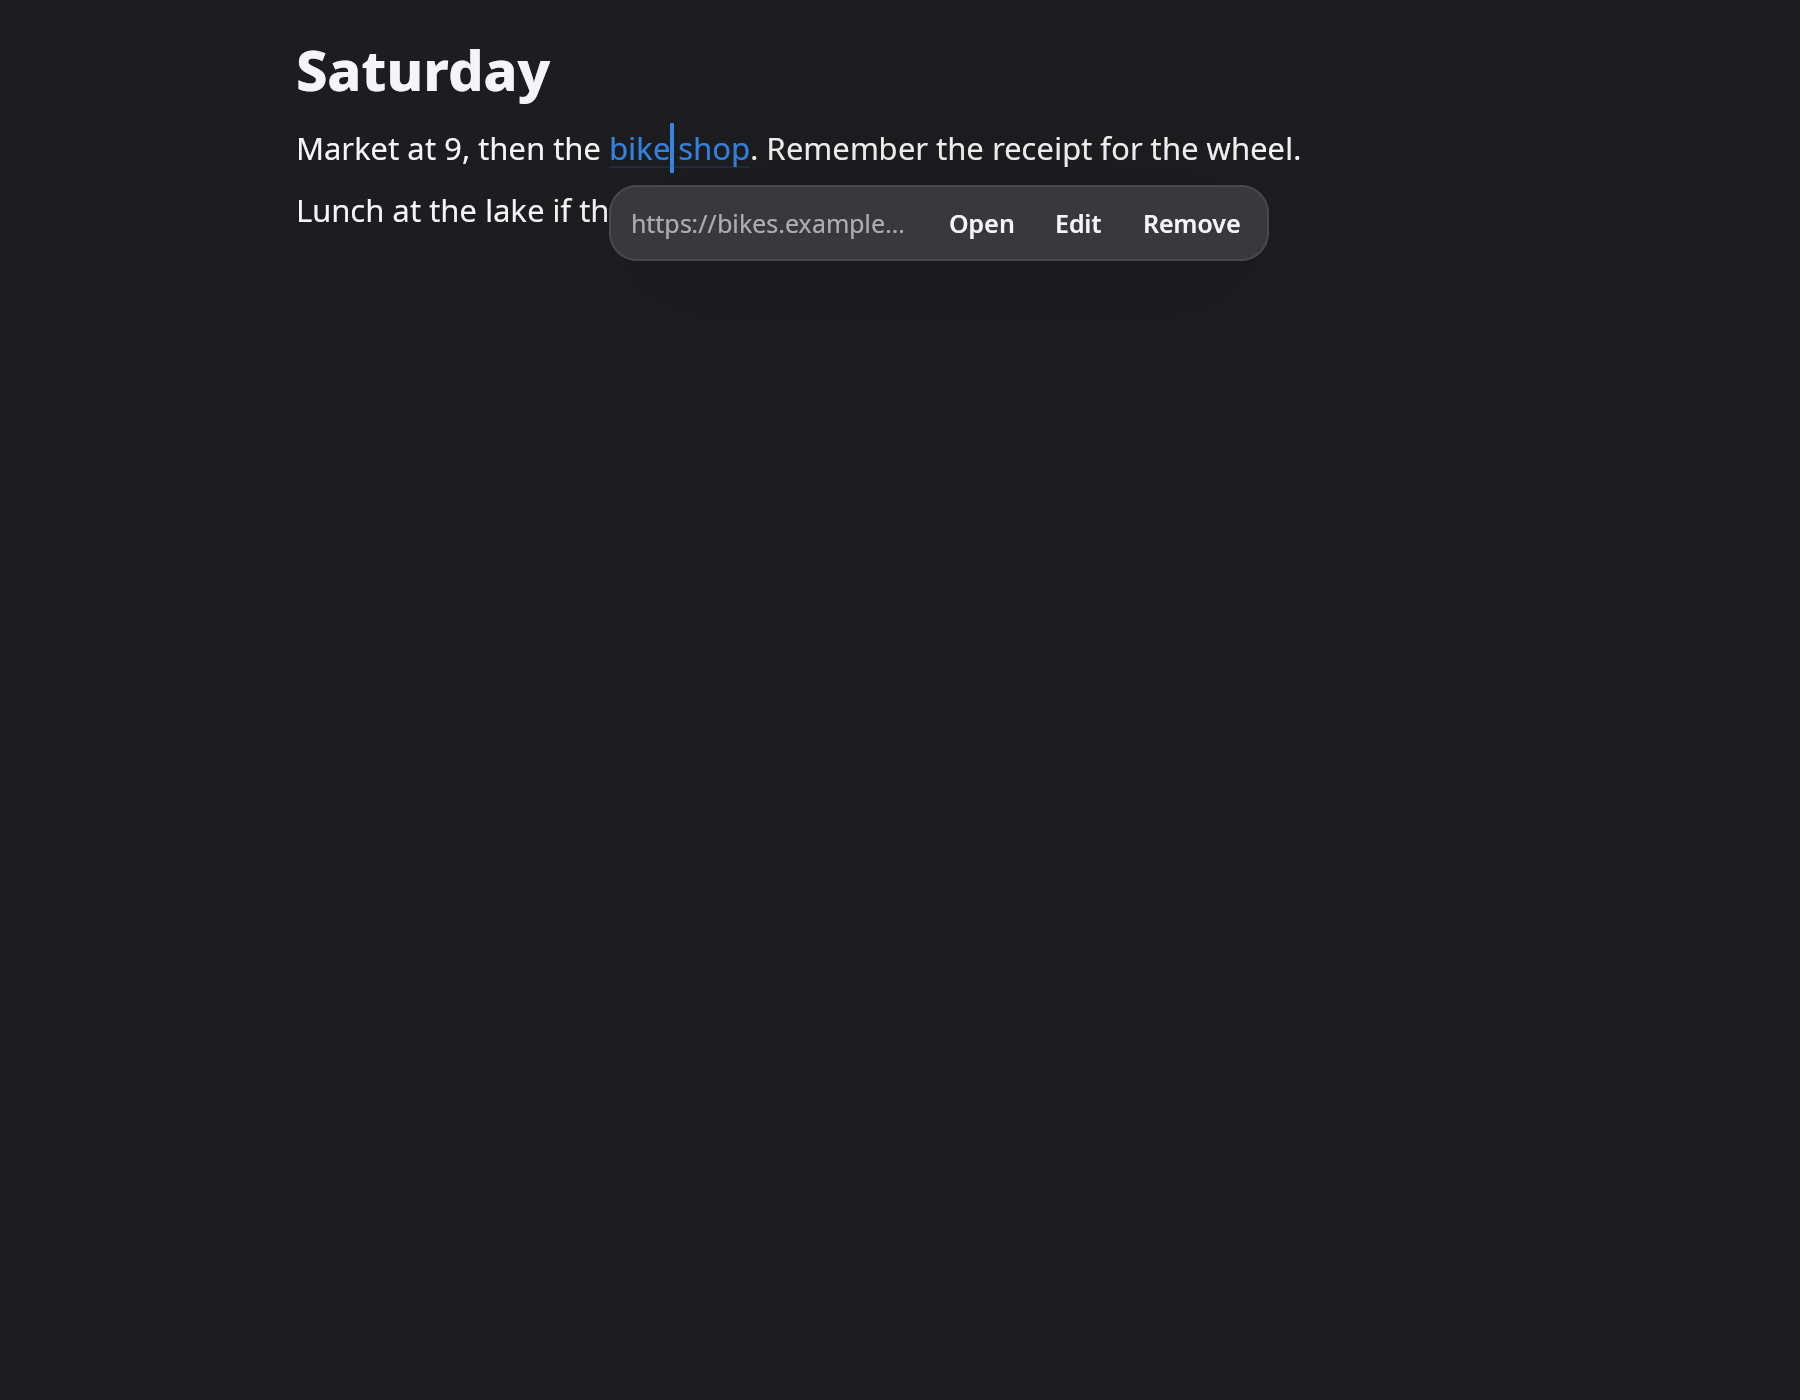 Saturday
Market at 9, then the bike shop. Remember the receipt for the wheel.
Lunch at the lake if th
https://bikes.example... Open Edit Remove